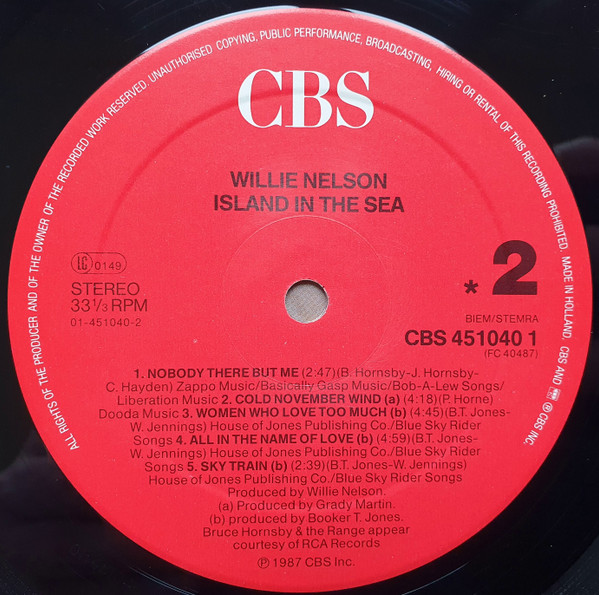 ALL RIGHTS OF THE PRODUCER AND OF THE OWNER OF THE RECORDED WORK RESERVED. UNAUTHORISED COPYING, PUBLIC PERFORMANCE, BROADCASTING, HIRING OR RENTAL OF THIS RECORDING PROHIBITED. MADE IN HOLLAND. CBS AND ℗ CBS INC.
CBS
WILLIE NELSON
ISLAND IN THE SEA
LC 0149
STEREO
33 1/3 RPM
01-451040-2
* 2
BIEM/STEMRA
CBS 451040 1
(FC 40487)
1. NOBODY THERE BUT ME (2:47)(B. Hornsby-J. Hornsby-
C. Hayden) Zappo Music/Basically Gasp Music/Bob-A-Lew Songs/
Liberation Music 2. COLD NOVEMBER WIND (a) (4:18)(P. Horne)
Dooda Music 3. WOMEN WHO LOVE TOO MUCH (b) (4:45)(B.T. Jones-
W. Jennings) House of Jones Publishing Co./Blue Sky Rider
Songs 4. ALL IN THE NAME OF LOVE (b) (4:59)(B.T. Jones-
W. Jennings) House of Jones Publishing Co./Blue Sky Rider
Songs 5. SKY TRAIN (b) (2:39)(B.T. Jones-W. Jennings)
House of Jones Publishing Co./Blue Sky Rider Songs
Produced by Willie Nelson.
(a) Produced by Grady Martin.
(b) produced by Booker T. Jones.
Bruce Hornsby & the Range appear
courtesy of RCA Records
℗ 1987 CBS Inc.